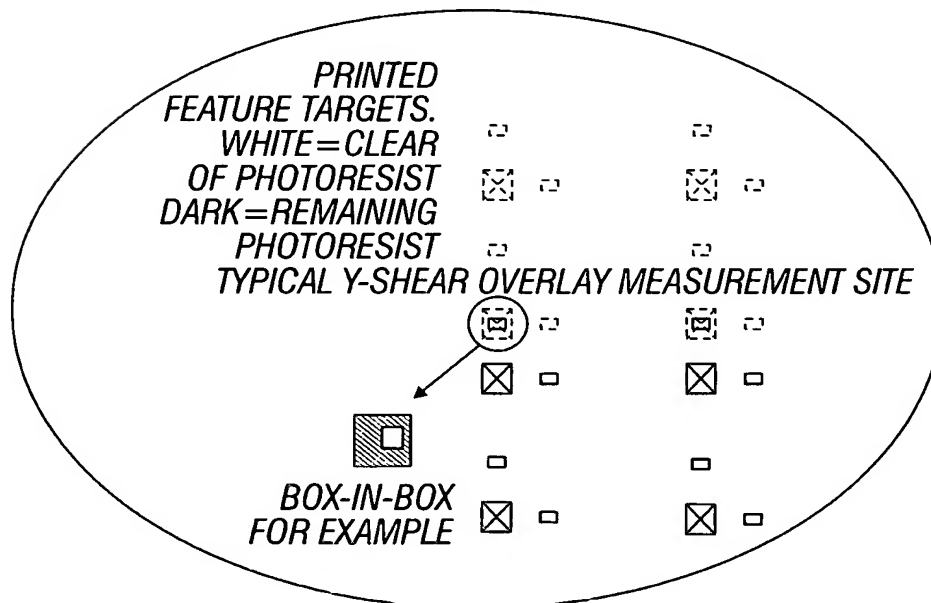 PRINTED
FEATURE TARGETS.
WHITE=CLEAR
OF PHOTORESIST
DARK=REMAINING
PHOTORESIST
TYPICAL Y-SHEAR OVERLAY MEASUREMENT SITE
BOX-IN-BOX
FOR EXAMPLE